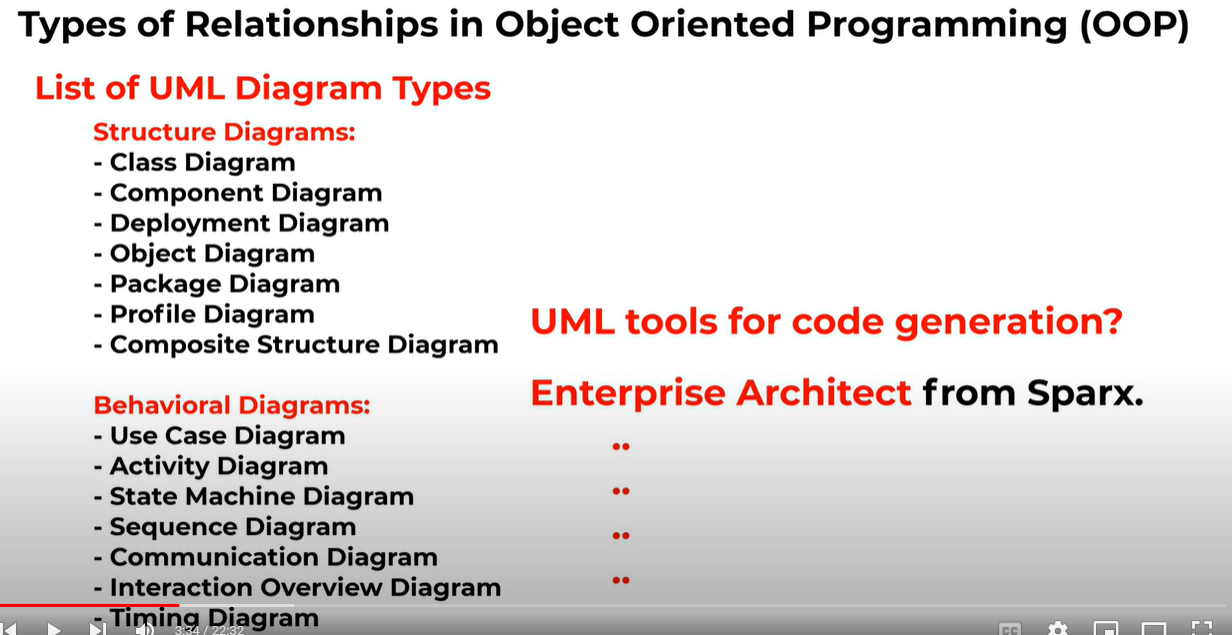 Types of Relationships in Object Oriented Programming (OOP)
List of UML Diagram Types
Structure Diagrams:
- Class Diagram
- Component Diagram
- Deployment Diagram
- Object Diagram
- Package Diagram
- Profile Diagram
- Composite Structure Diagram
Behavioral Diagrams:
- Use Case Diagram
- Activity Diagram
- State Machine Diagram
- Sequence Diagram
- Communication Diagram
- Interaction Overview Diagram
- Timing Diagram
UML tools for code generation?
Enterprise Architect from Sparx.
..
..
..
..
3:34 / 22:32
CC